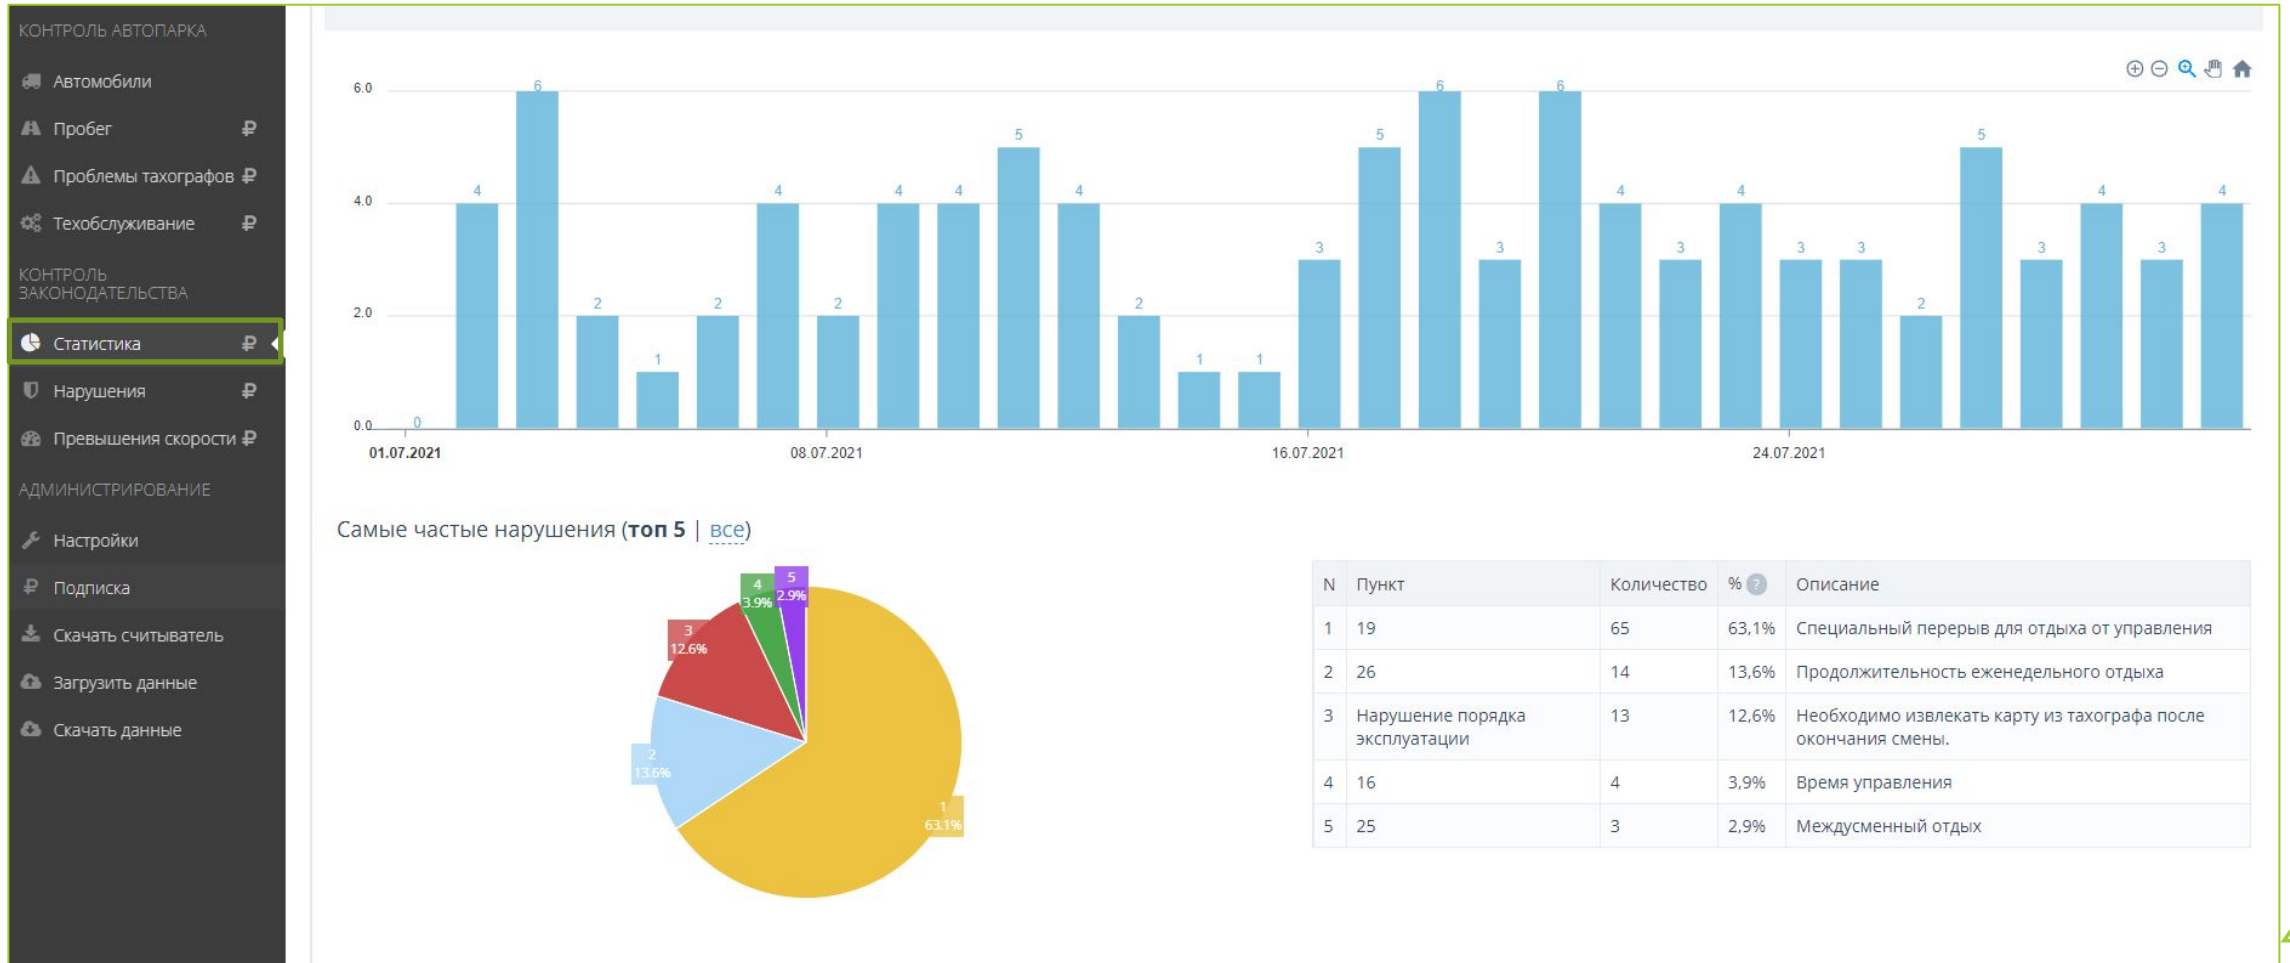 КОНТРОЛЬ АВТОПАРКА
Автомобили
Пробег ₽
Проблемы тахографов ₽
Техобслуживание ₽
КОНТРОЛЬ
ЗАКОНОДАТЕЛЬСТВА
Статистика ₽
Нарушения ₽
Превышения скорости ₽
АДМИНИСТРИРОВАНИЕ
Настройки
₽ Подписка
Скачать считыватель
Загрузить данные
Скачать данные
6.0
4.0
2.0
0.0
0 4 6 2 1 2 4 2 4 4 5 4 2 1 1 3 5 6 3 6 4 3 4 3 3 2 5 3 4 3 4
01.07.2021 08.07.2021 16.07.2021 24.07.2021
Самые частые нарушения (топ 5 | все)
5
2.9%
4
3.9%
3
12.6%
2
13.6%
1
63.1%
N Пункт Количество % ? Описание
1 19 65 63,1% Специальный перерыв для отдыха от управления
2 26 14 13,6% Продолжительность еженедельного отдыха
3 Нарушение порядка 13 12,6% Необходимо извлекать карту из тахографа после
эксплуатации окончания смены.
4 16 4 3,9% Время управления
5 25 3 2,9% Междусменный отдых